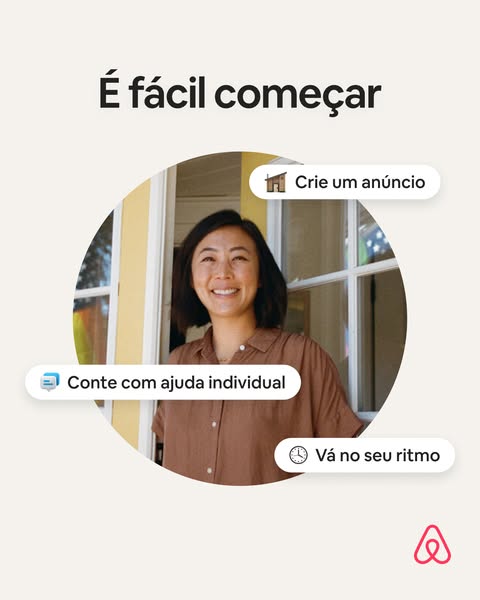 É fácil começar
Crie um anúncio
Conte com ajuda individual
Vá no seu ritmo